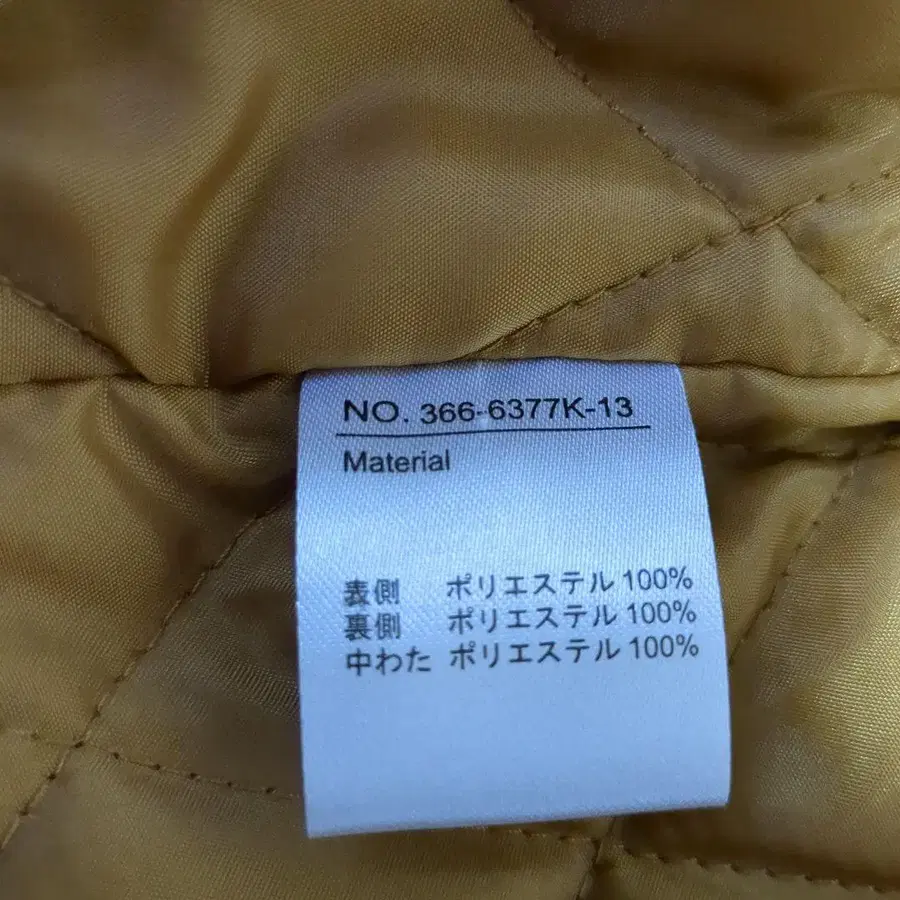 NO. 366-6377K-13
Material
表側 ポリエステル 100%
裏側 ポリエステル 100%
中わた ポリエステル 100%